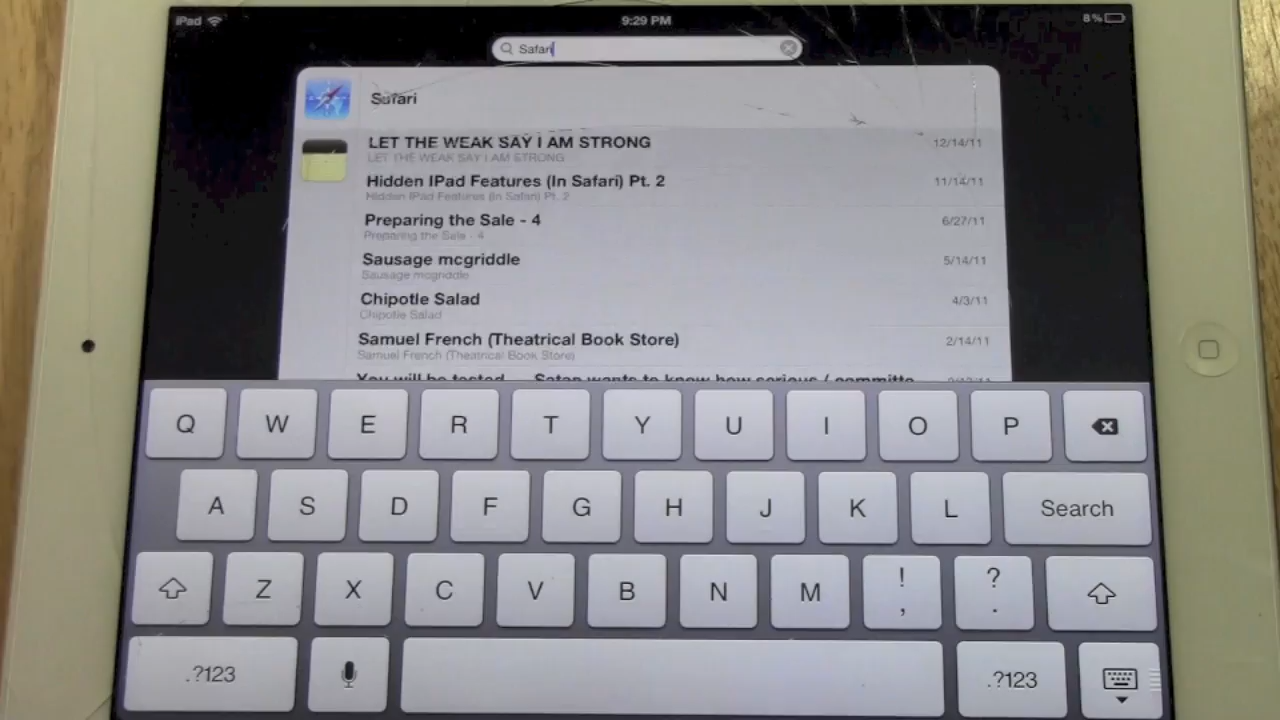 iPad
9:29 PM
8%
Safari
Safari
LET THE WEAK SAY I AM STRONG
12/14/11
LET THE WEAK SAY I AM STRONG
Hidden IPad Features (In Safari) Pt. 2
11/14/11
Hidden IPad Features (In Safari) Pt. 2
Preparing the Sale - 4
6/27/11
Preparing the Sale - 4
Sausage mcgriddle
5/14/11
Sausage mcgriddle
Chipotle Salad
4/3/11
Chipotle Salad
Samuel French (Theatrical Book Store)
2/14/11
Samuel French (Theatrical Book Store)
You will be tested Satan wants to know how serious /
Q W E R T Y U I O P
A S D F G H J K L Search
! ?
Z X C V B N M , .
.?123 .?123